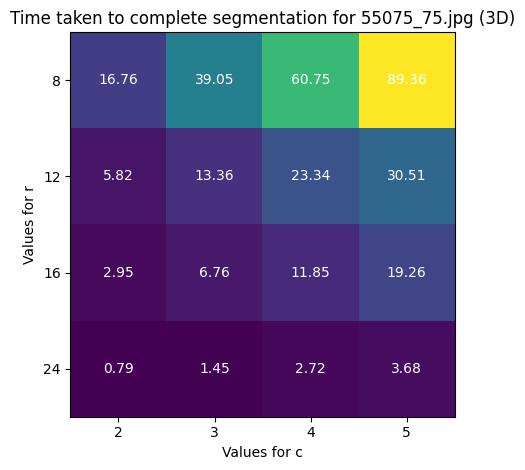 Time taken to complete segmentation for 55075_75.jpg (3D)
Values for r
8 16.76 39.05 60.75 89.36
12 5.82 13.36 23.34 30.51
16 2.95 6.76 11.85 19.26
24 0.79 1.45 2.72 3.68
2 3 4 5
Values for c